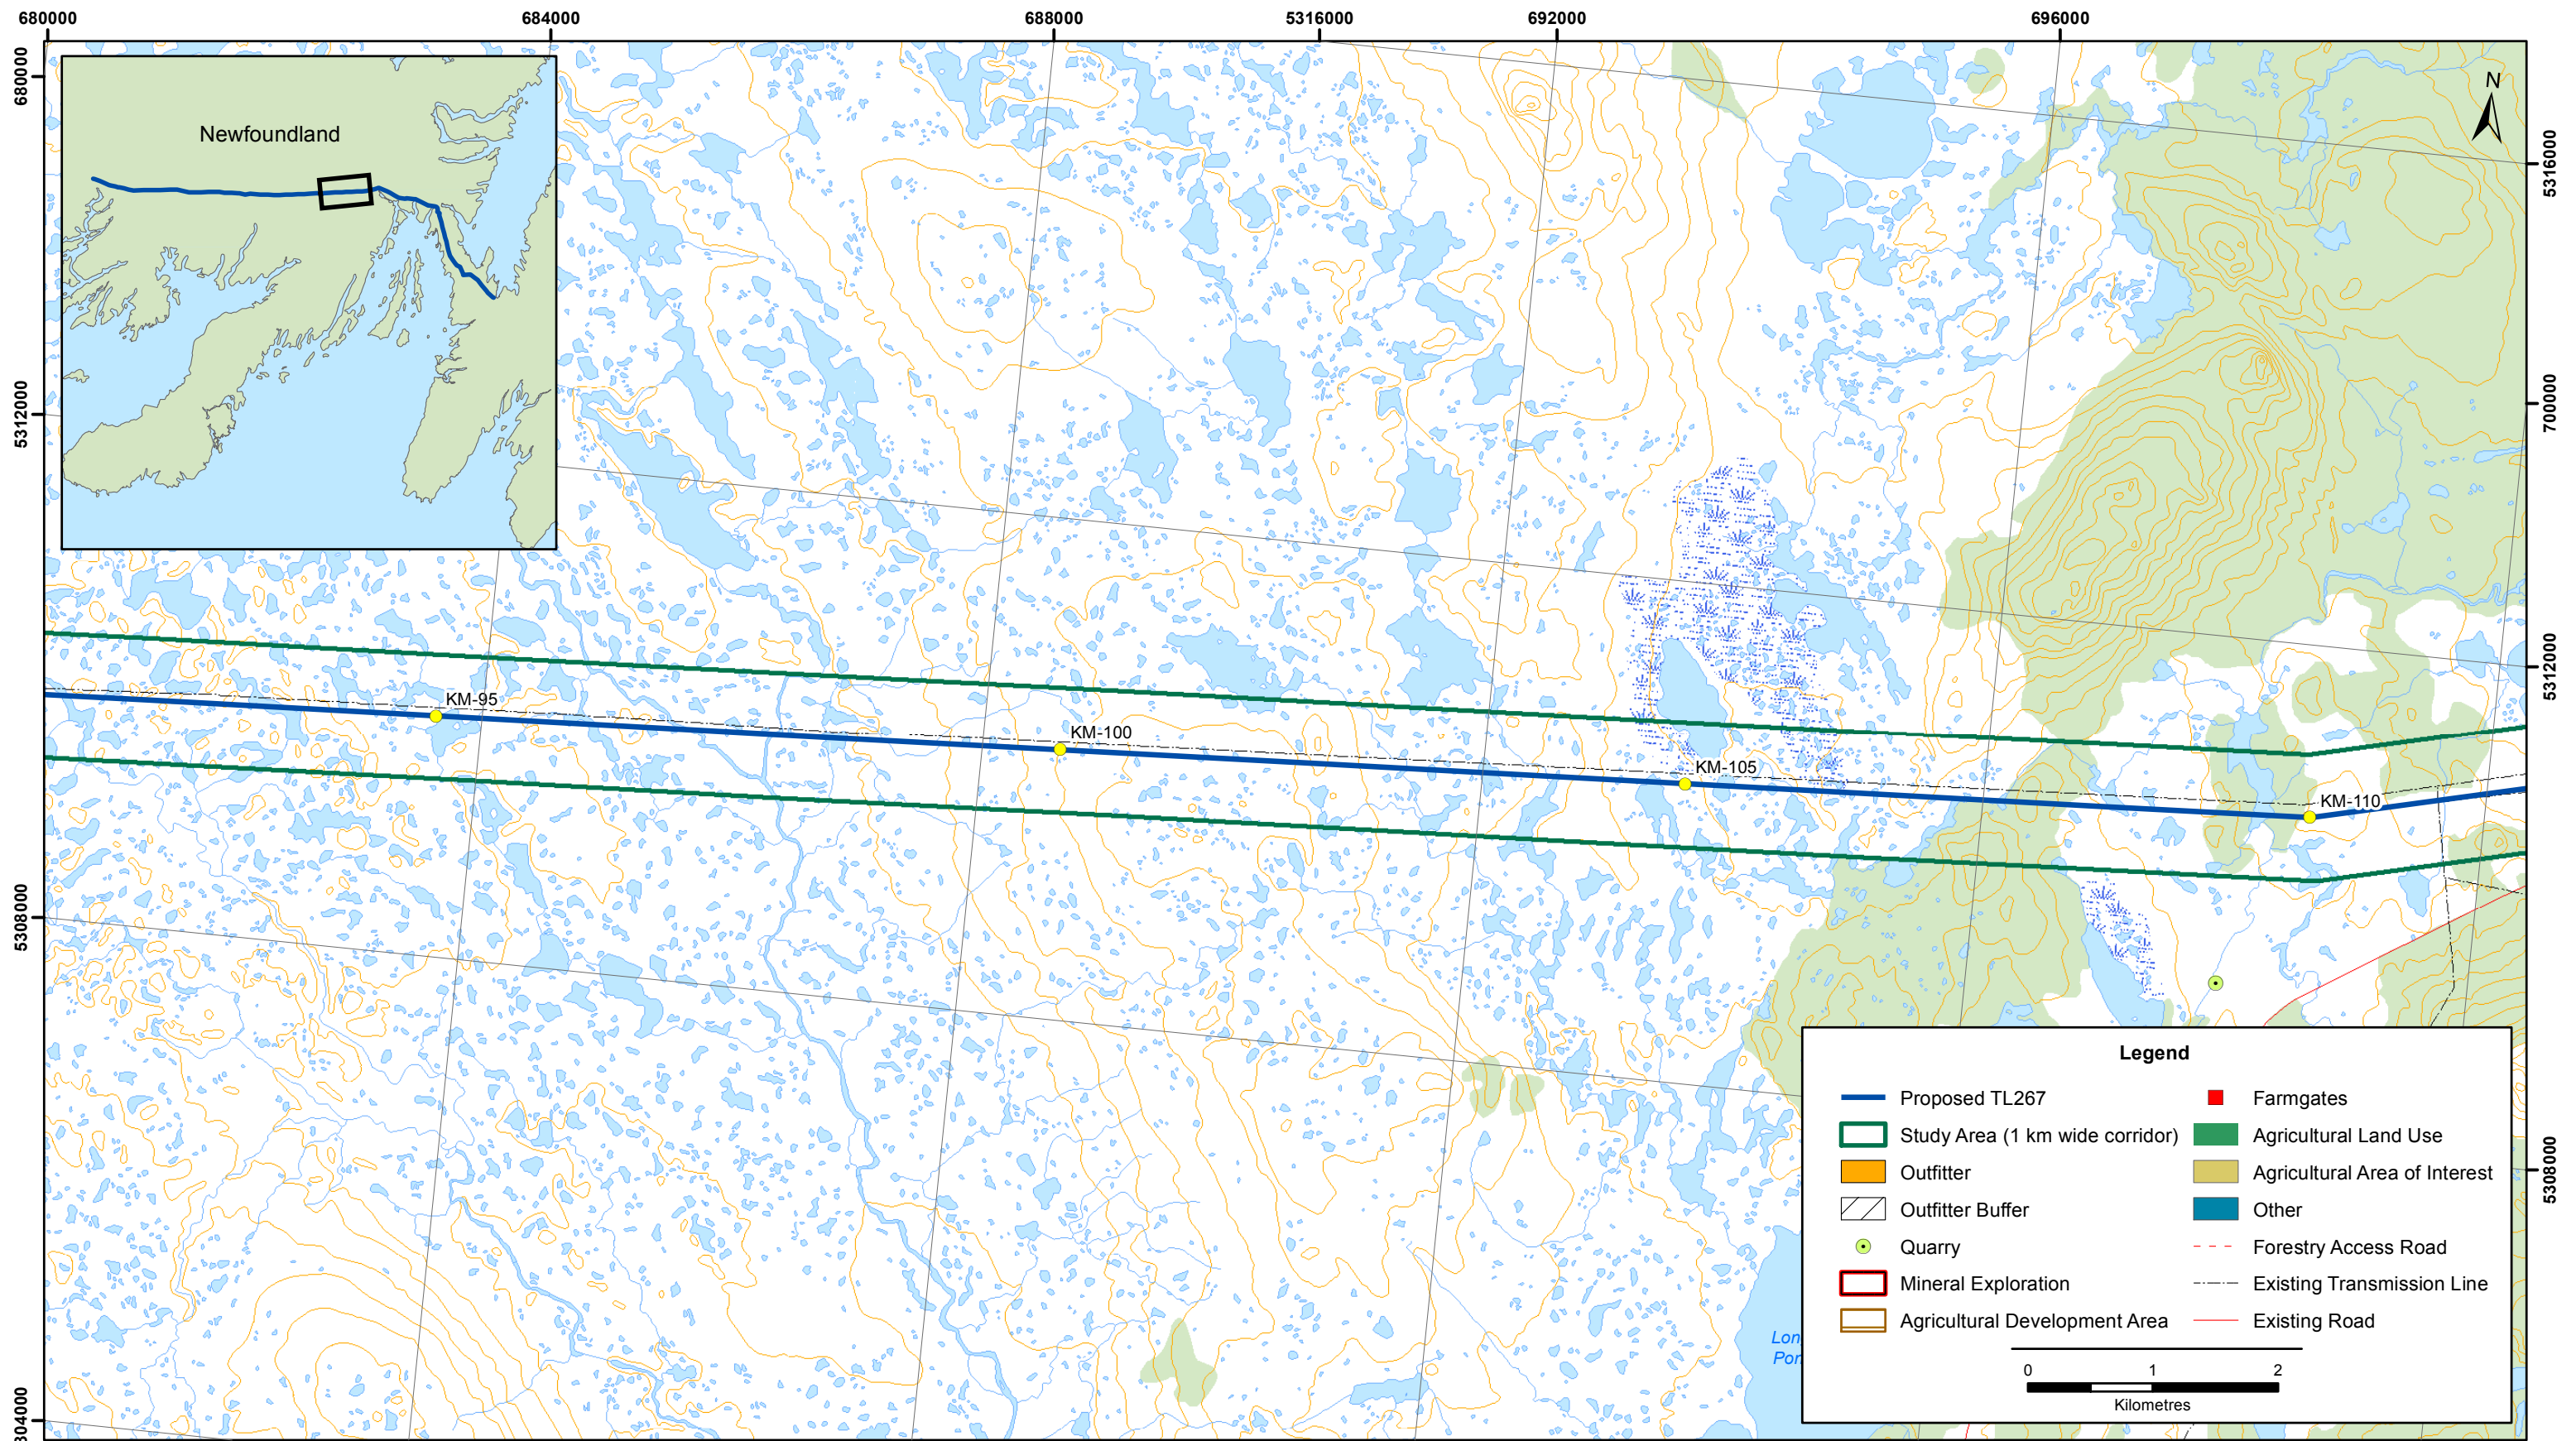 680000
684000
688000
5316000
692000
696000
680000
N
Newfoundland
5316000
5312000
700000
5312000
KM-95
KM-100
KM-105
KM-110
5308000
Legend
Proposed TL267
Farmgates
Study Area (1 km wide corridor)
Agricultural Land Use
Outfitter
Agricultural Area of Interest
5308000
Outfitter Buffer
Other
Quarry
Forestry Access Road
Mineral Exploration
Existing Transmission Line
Agricultural Development Area
Existing Road
0 1 2
Kilometres